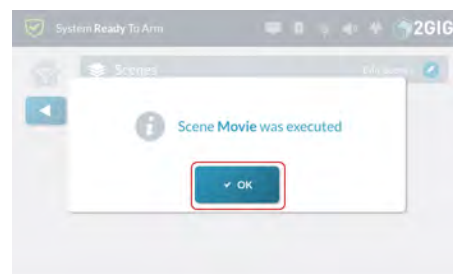 System Ready To Arm
2GIG
Scenes
Scene Movie was executed
✓ OK